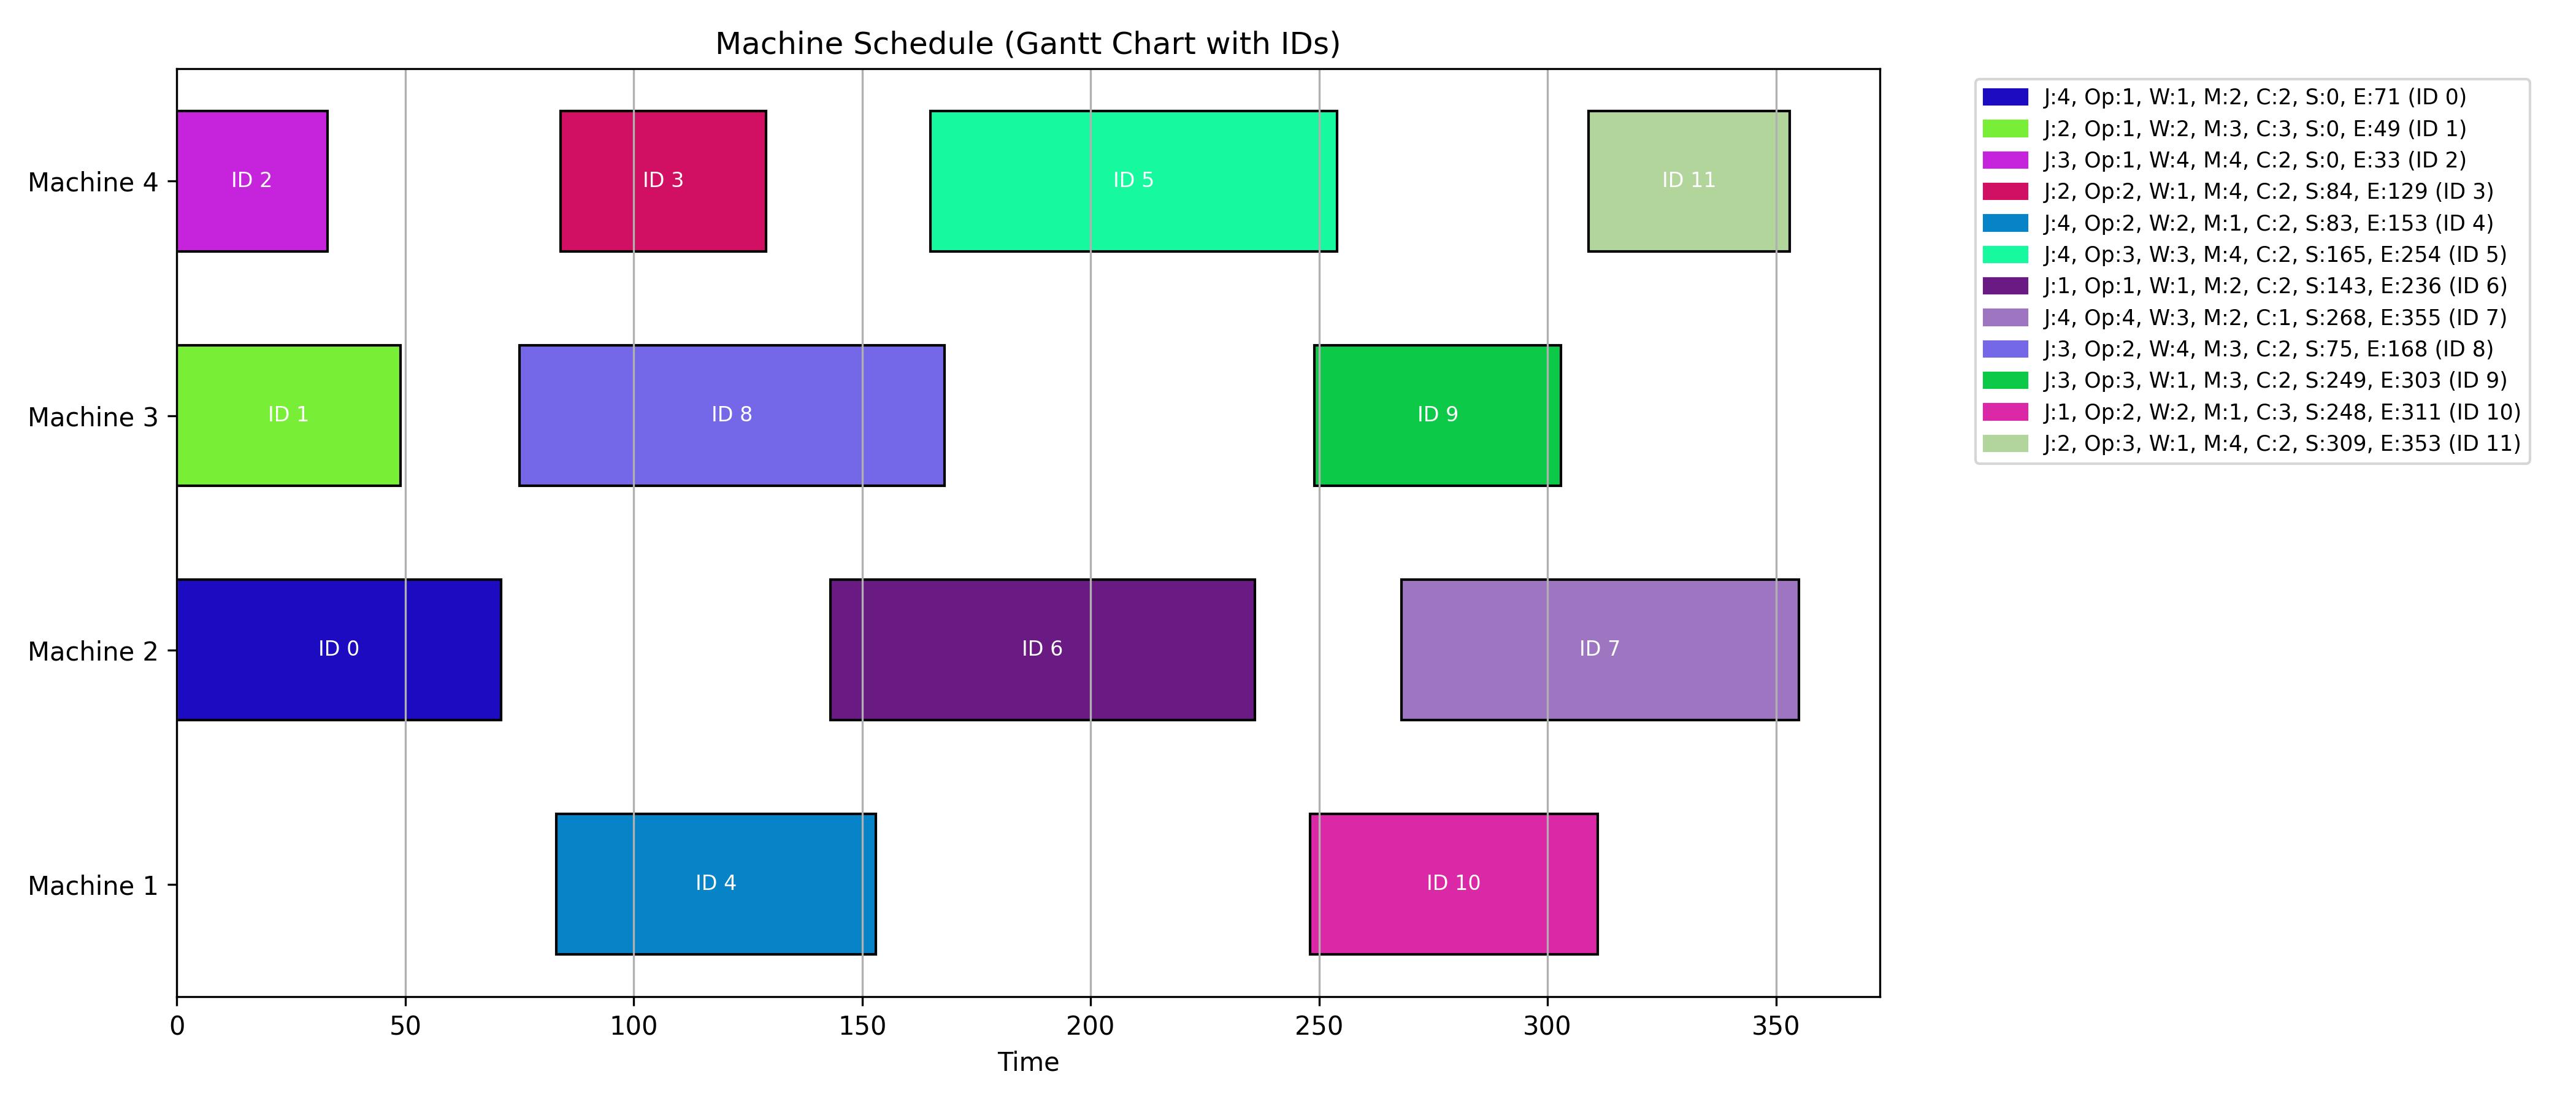 Machine Schedule (Gantt Chart with IDs)
Machine 4
ID 2
ID 3
ID 5
ID 11
Machine 3
ID 1
ID 8
ID 9
Machine 2
ID 0
ID 6
ID 7
Machine 1
ID 4
ID 10
0 50 100 150 200 250 300 350
Time
J:4, Op:1, W:1, M:2, C:2, S:0, E:71 (ID 0)
J:2, Op:1, W:2, M:3, C:3, S:0, E:49 (ID 1)
J:3, Op:1, W:4, M:4, C:2, S:0, E:33 (ID 2)
J:2, Op:2, W:1, M:4, C:2, S:84, E:129 (ID 3)
J:4, Op:2, W:2, M:1, C:2, S:83, E:153 (ID 4)
J:4, Op:3, W:3, M:4, C:2, S:165, E:254 (ID 5)
J:1, Op:1, W:1, M:2, C:2, S:143, E:236 (ID 6)
J:4, Op:4, W:3, M:2, C:1, S:268, E:355 (ID 7)
J:3, Op:2, W:4, M:3, C:2, S:75, E:168 (ID 8)
J:3, Op:3, W:1, M:3, C:2, S:249, E:303 (ID 9)
J:1, Op:2, W:2, M:1, C:3, S:248, E:311 (ID 10)
J:2, Op:3, W:1, M:4, C:2, S:309, E:353 (ID 11)